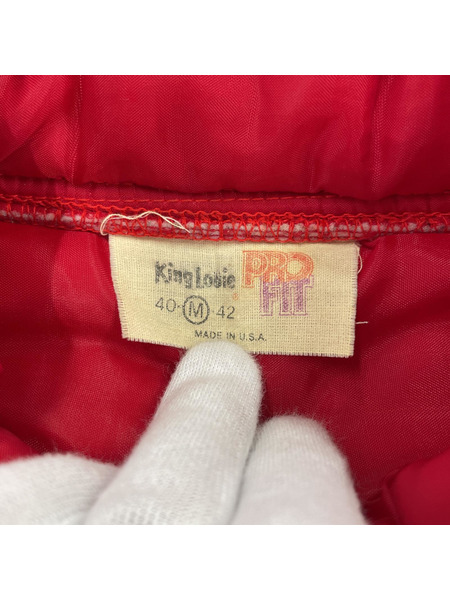 King Louie PRO
® FIT
40-M-42
MADE IN U.S.A.